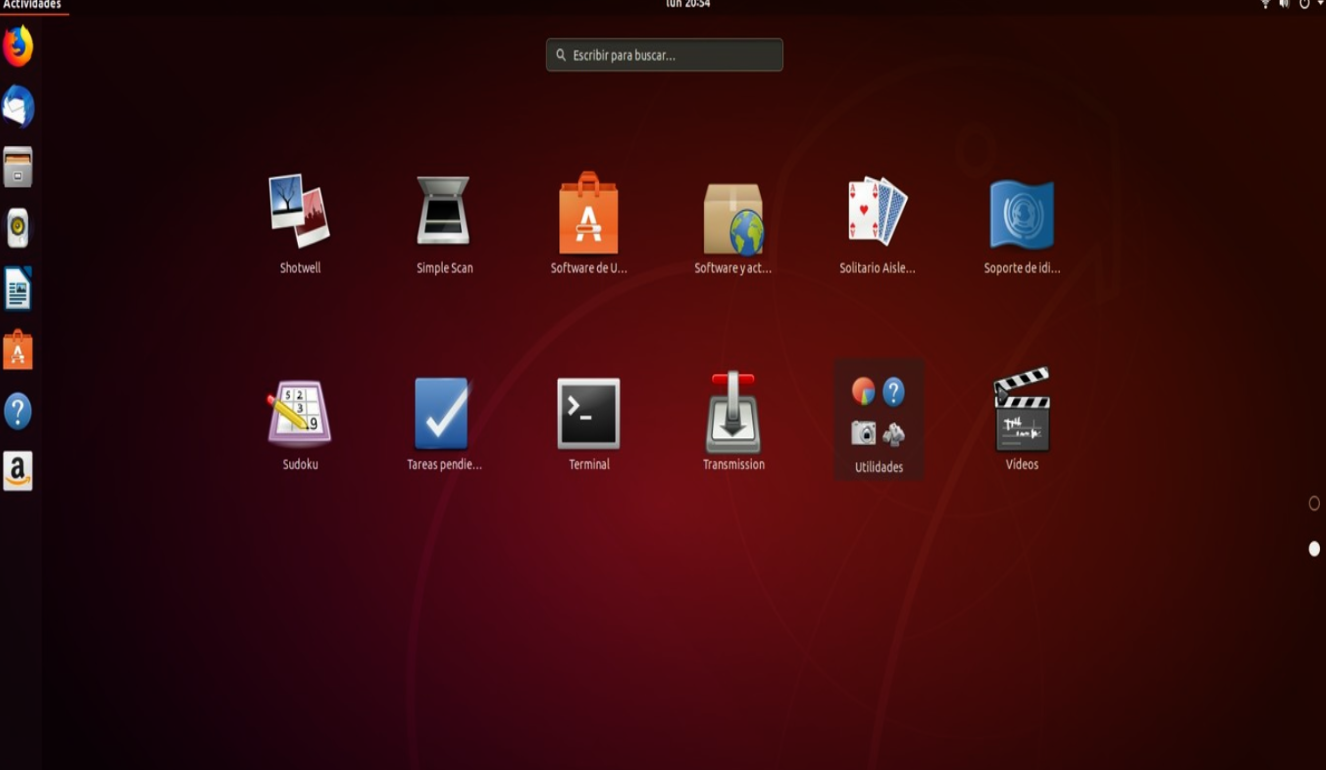 Actividades
lun 20:54
Escribir para buscar...
Shotwell
Simple Scan
Software de U...
Software y act...
Solitario Aisle...
Soporte de idi...
Sudoku
Tareas pendie...
Terminal
Transmission
Utilidades
Vídeos